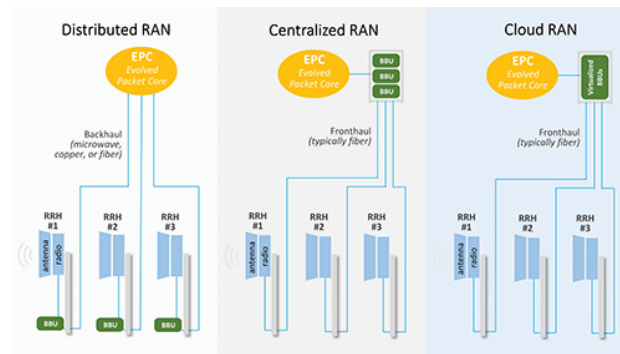 Distributed RAN
EPC
Evolved
Packet Core
Backhaul
(microwave,
copper, or fiber)
RRH
#1
RRH
#2
RRH
#3
antenna
radio
BBU
BBU
BBU
Centralized RAN
EPC
Evolved
Packet Core
BBU
BBU
BBU
Fronthaul
(typically fiber)
RRH
#1
RRH
#2
RRH
#3
antenna
radio
Cloud RAN
EPC
Evolved
Packet Core
Virtualized
BBUs
Fronthaul
(typically fiber)
RRH
#1
RRH
#2
RRH
#3
antenna
radio